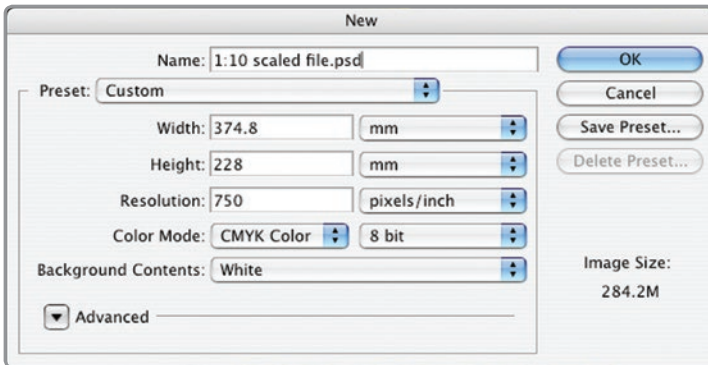 New
Name: 1:10 scaled file.psd
OK
Preset: Custom
Cancel
Width: 374.8 mm
Save Preset...
Height: 228 mm
Delete Preset...
Resolution: 750 pixels/inch
Color Mode: CMYK Color 8 bit
Background Contents: White
Image Size:
284.2M
Advanced